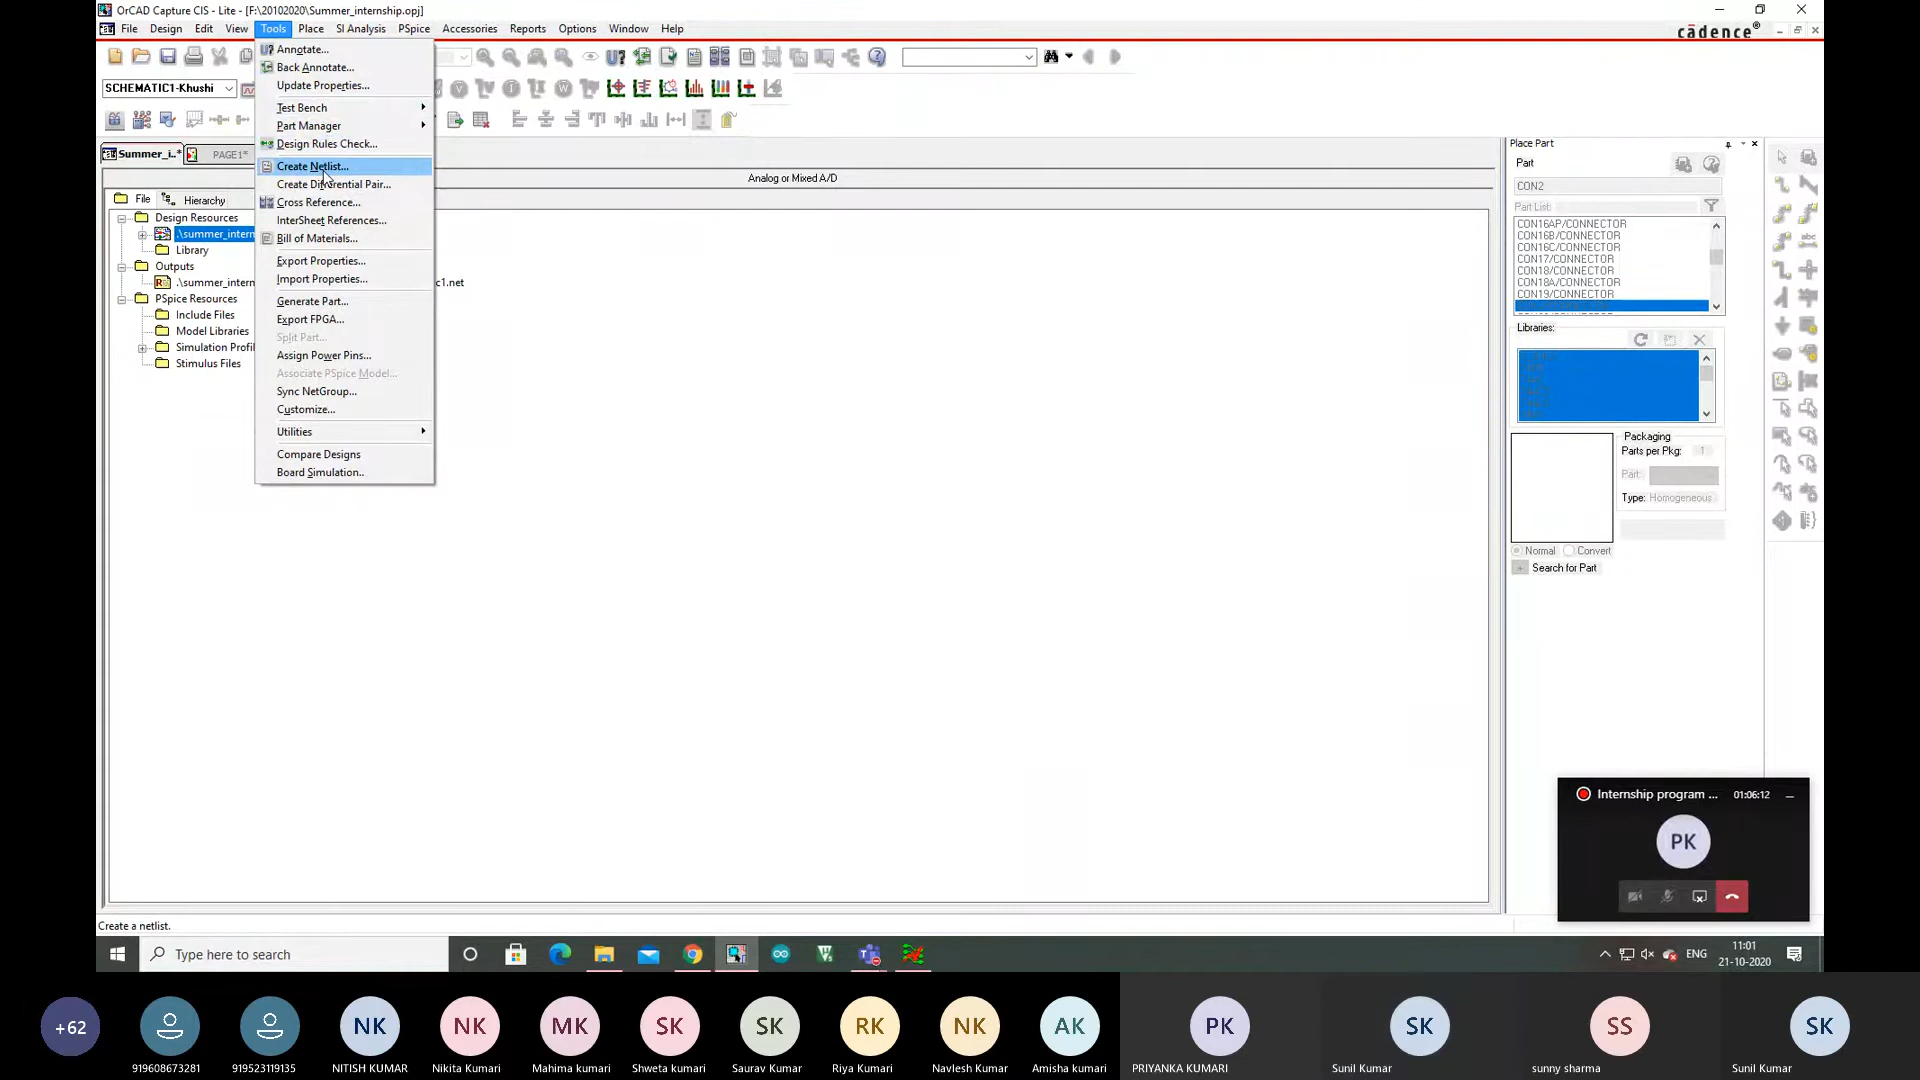 OrCAD Capture CIS - Lite - [F:\20102020\Summer_internship.opj]
File Design Edit View Tools Place SI Analysis PSpice Accessories Reports Options Window Help
cādence®
SCHEMATIC1-Khushi
Summer_i..* PAGE1*
Analog or Mixed A/D
File Hierarchy
Design Resources
.\summer_intern
Library
Outputs
.\summer_intern
c1.net
PSpice Resources
Include Files
Model Libraries
Simulation Profil
Stimulus Files
Annotate...
Back Annotate...
Update Properties...
Test Bench
Part Manager
Design Rules Check...
Create Netlist...
Create Differential Pair...
Cross Reference...
InterSheet References...
Bill of Materials...
Export Properties...
Import Properties...
Generate Part...
Export FPGA...
Split Part...
Assign Power Pins...
Associate PSpice Model...
Sync NetGroup...
Customize...
Utilities
Compare Designs
Board Simulation..
Place Part
Part
CON2
Part List:
CON16AP/CONNECTOR
CON16B/CONNECTOR
CON16C/CONNECTOR
CON17/CONNECTOR
CON18/CONNECTOR
CON18A/CONNECTOR
CON19/CONNECTOR
Libraries:
Packaging
Parts per Pkg: 1
Part:
Type: Homogeneous
Normal Convert
+ Search for Part
Internship program ... 01:06:12
PK
Create a netlist.
Type here to search
ENG
11:01
21-10-2020
+62 NK NK MK SK SK RK NK AK PK SK SS SK
919608673281 919523119135 NITISH KUMAR Nikita Kumari Mahima kumari Shweta kumari Saurav Kumar Riya Kumari Navlesh Kumar Amisha kumari PRIYANKA KUMARI Sunil Kumar sunny sharma Sunil Kumar